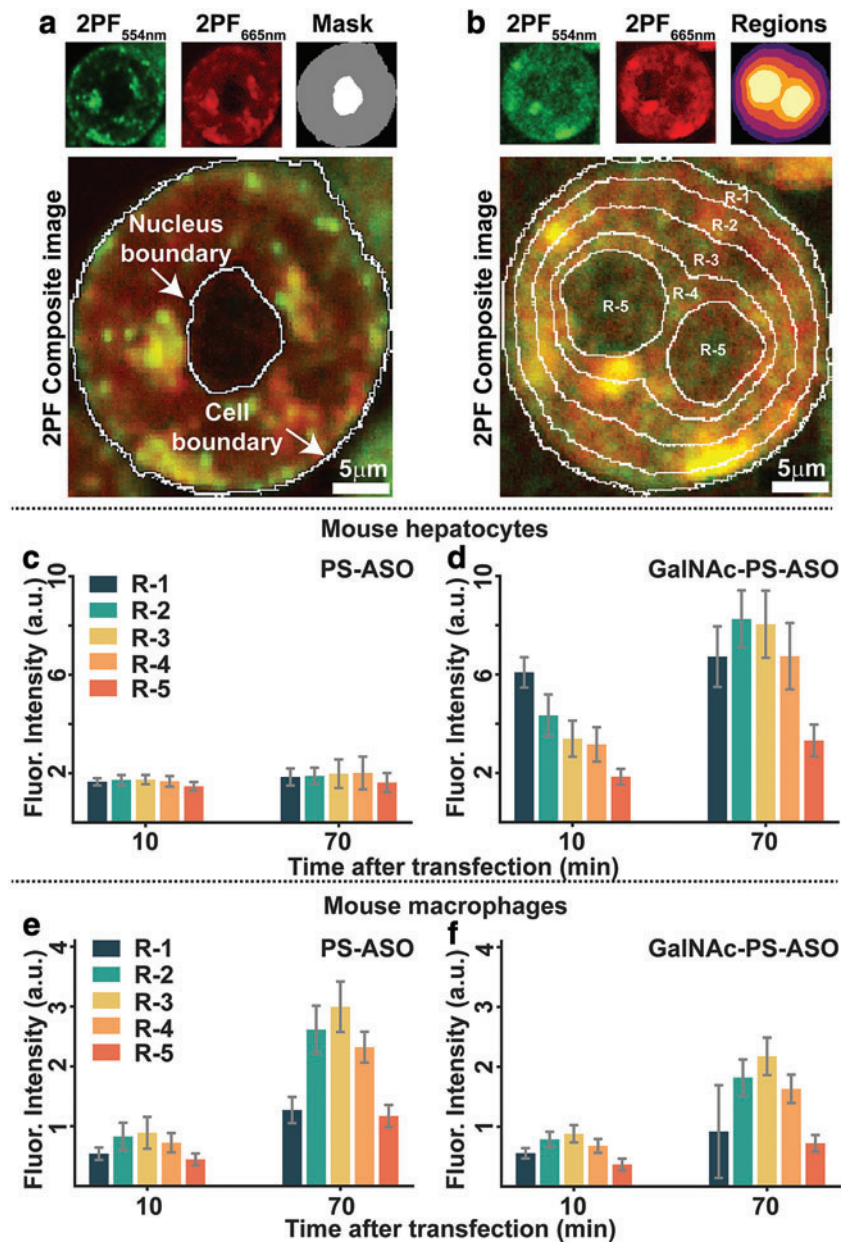 a 2PF554nm 2PF665nm Mask
b 2PF554nm 2PF665nm Regions
2PF Composite image
Nucleus
boundary
Cell
boundary
5μm
2PF Composite image
R-1
R-2
R-3
R-4
R-5
R-5
5μm
Mouse hepatocytes
c PS-ASO
R-1
R-2
R-3
R-4
R-5
Fluor. Intensity (a.u.)
10
6
2
10 70
d GalNAc-PS-ASO
Fluor. Intensity (a.u.)
10
6
2
10 70
Time after transfection (min)
Mouse macrophages
e PS-ASO
R-1
R-2
R-3
R-4
R-5
Fluor. Intensity (a.u.)
4
3
2
1
10 70
f GalNAc-PS-ASO
Fluor. Intensity (a.u.)
4
3
2
1
10 70
Time after transfection (min)